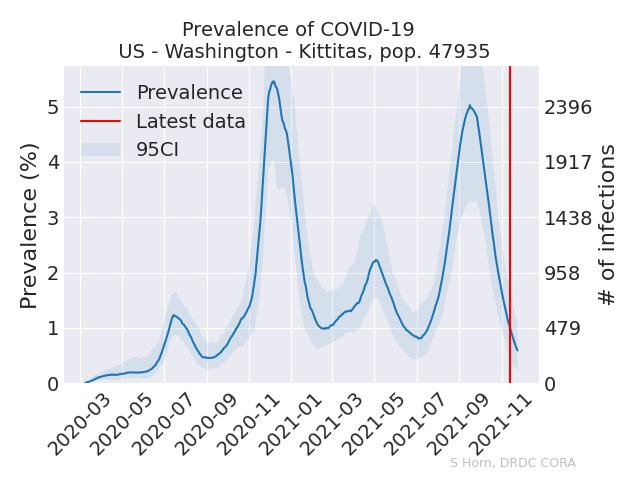 Prevalence of COVID-19
US - Washington - Kittitas, pop. 47935
Prevalence
Latest data
95CI
Prevalence (%)
5
4
3
2
1
0
2396
1917
1438
958
479
0
# of infections
2020-03
2020-05
2020-07
2020-09
2020-11
2021-01
2021-03
2021-05
2021-07
2021-09
2021-11
S Horn, DRDC CORA